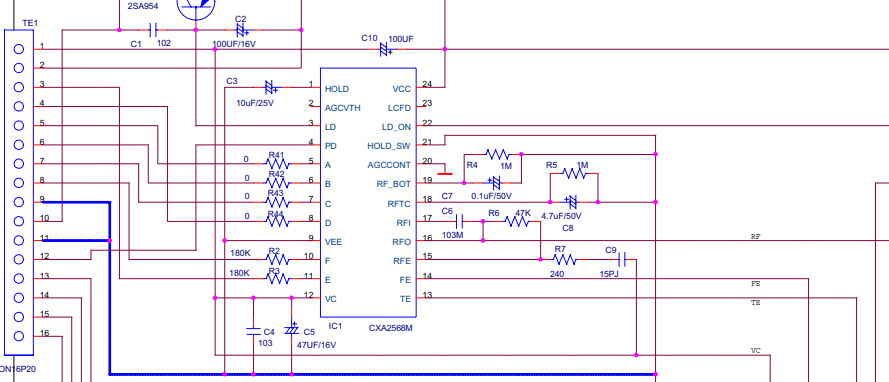 2SA954
TE1
C1 102
C2
100UF/16V
C10 100UF
1
2
3
4
5
6
7
8
9
10
11
12
13
14
15
16
ON16P20
C3
10uF/25V
0 R41
0 R42
0 R43
0 R44
180K R2
180K R3
1 HOLD
2 AGCVTH
3 LD
4 PD
5 A
6 B
7 C
8 D
9 VEE
10 F
11 E
12 VC
VCC 24
LCFD 23
LD_ON 22
HOLD_SW 21
AGCCONT 20
RF_BOT 19
RFTC 18
RFI 17
RFO 16
RFE 15
FE 14
TE 13
IC1 CXA2568M
C4
103
C5
47UF/16V
R4 1M
C7 0.1uF/50V
R5 1M
4.7uF/50V
C8
C6
103M
R6 47K
R7
240
C9
15PJ
RF
FE
TE
VC